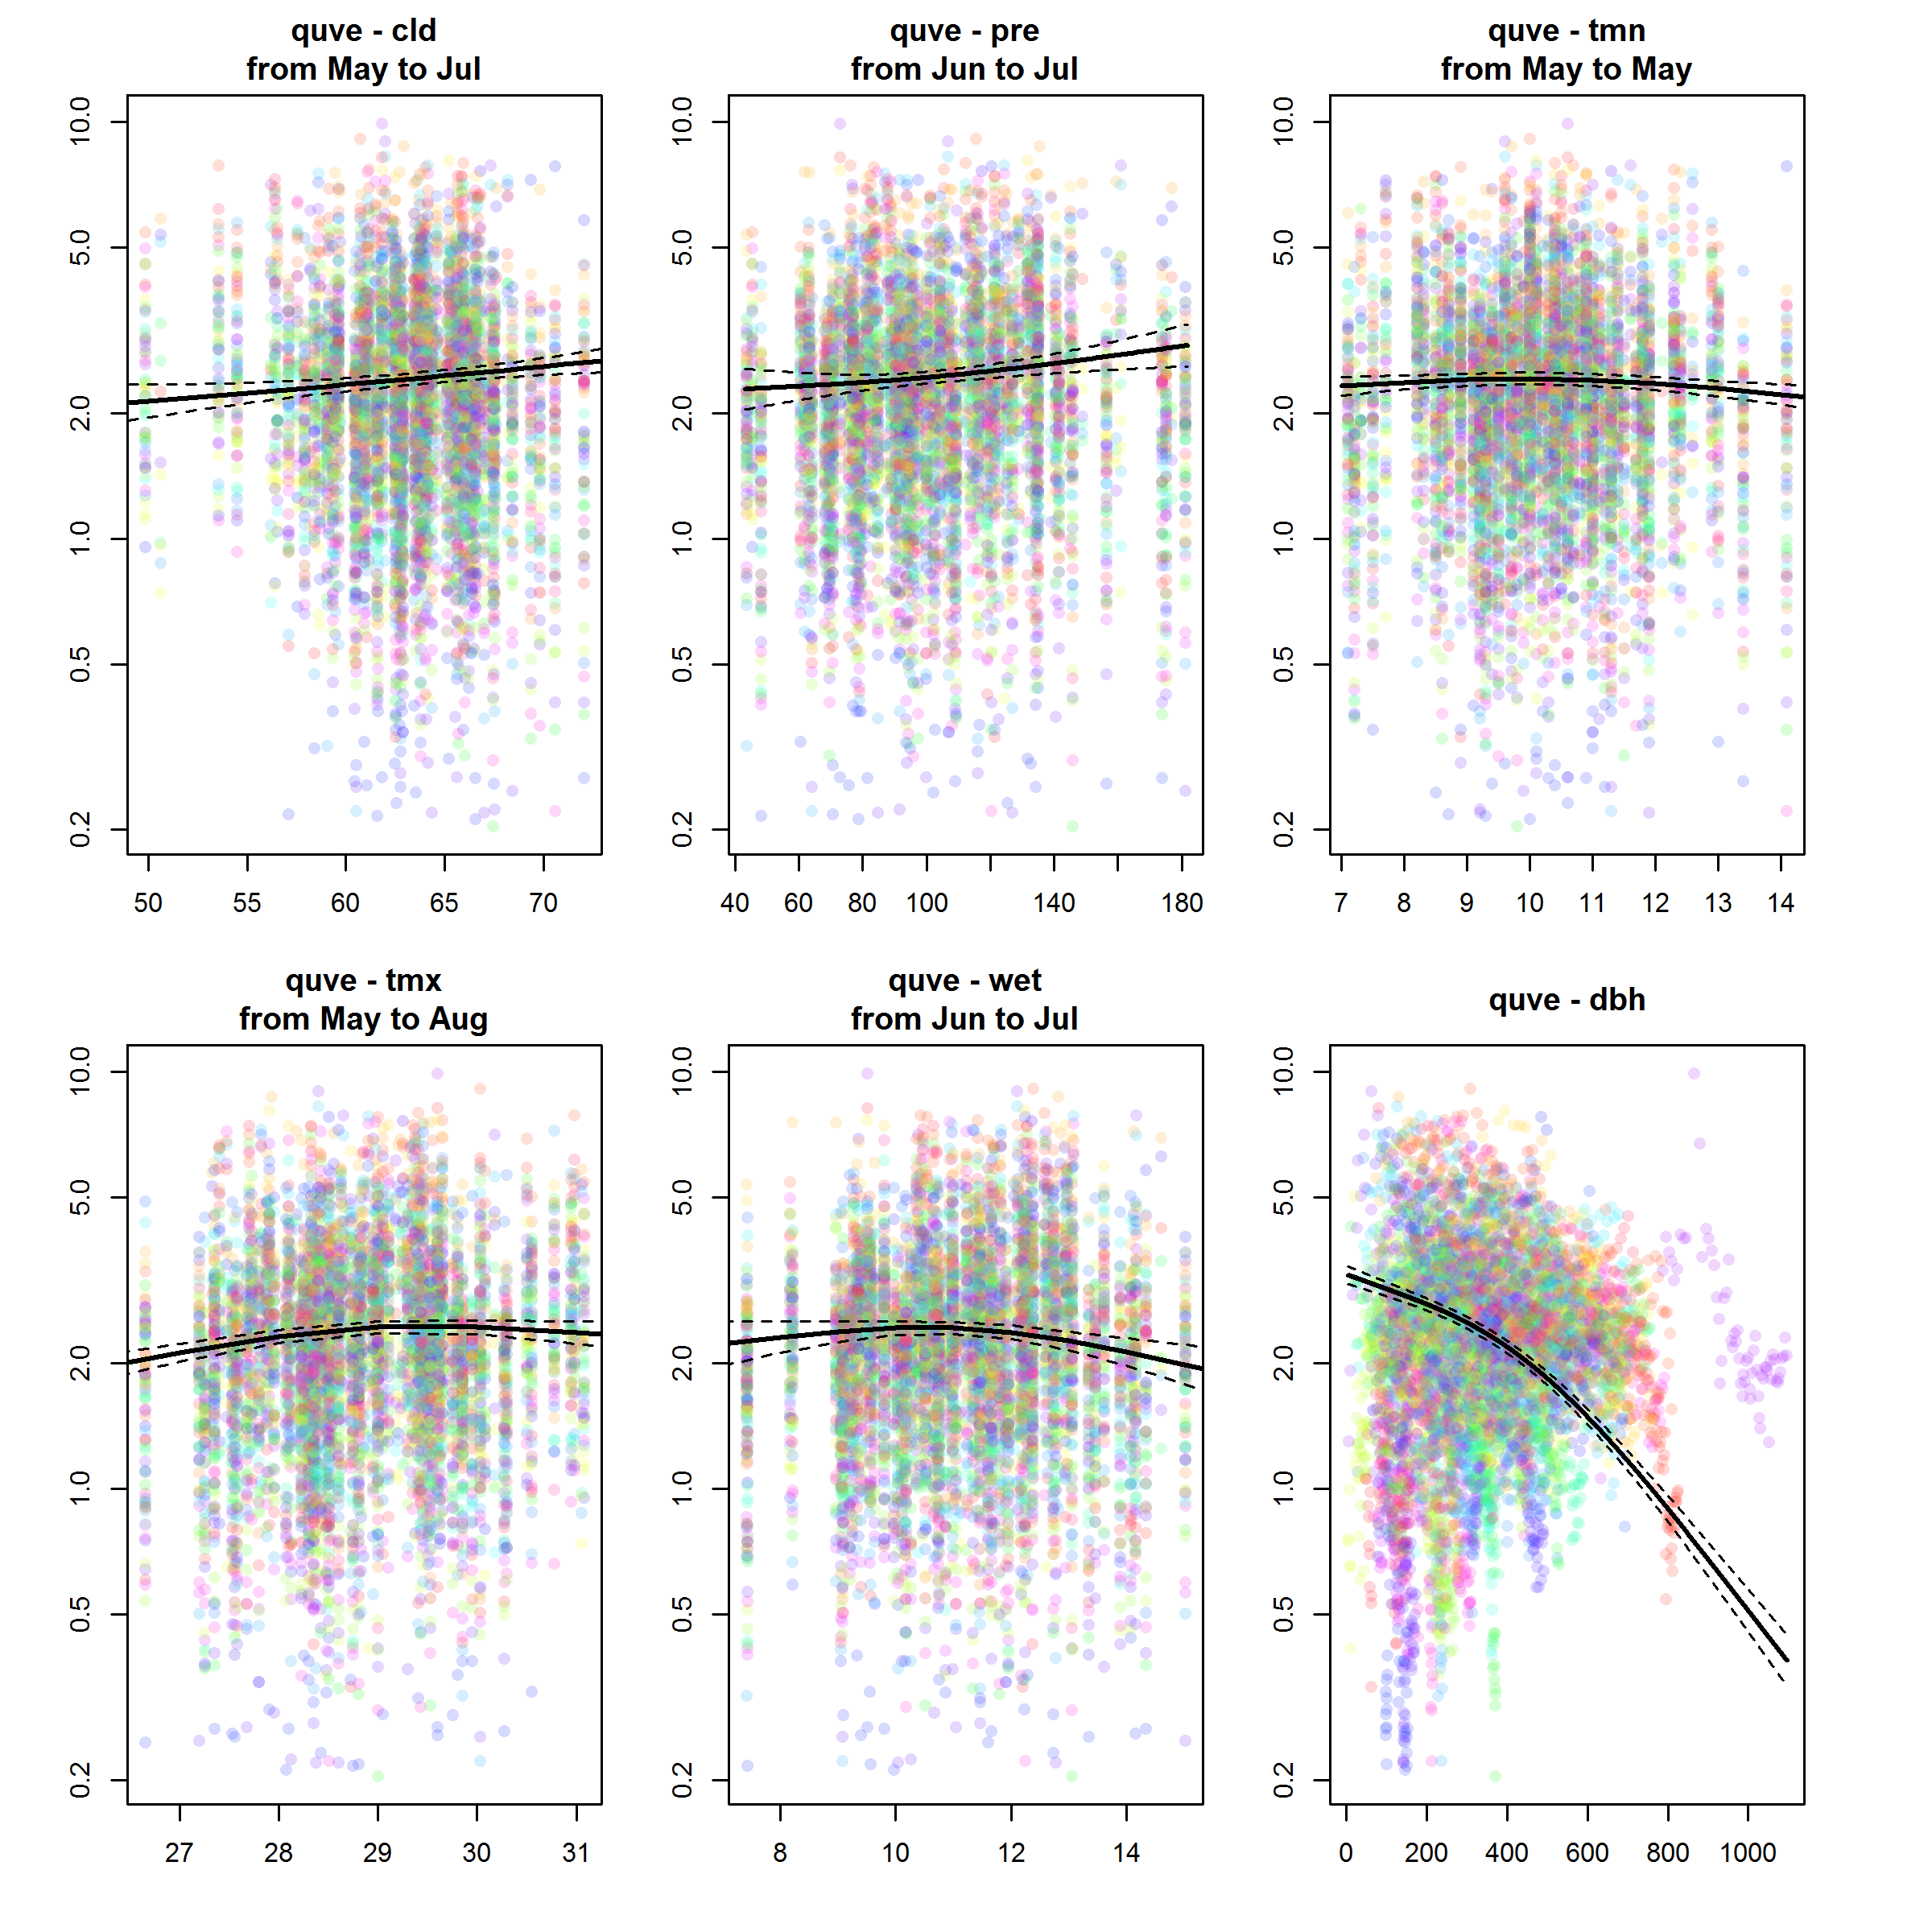 quve - cld
from May to Jul
10.0
5.0
2.0
1.0
0.5
0.2
50 55 60 65 70
quve - pre
from Jun to Jul
10.0
5.0
2.0
1.0
0.5
0.2
40 60 80 100 140 180
quve - tmn
from May to May
10.0
5.0
2.0
1.0
0.5
0.2
7 8 9 10 11 12 13 14
quve - tmx
from May to Aug
10.0
5.0
2.0
1.0
0.5
0.2
27 28 29 30 31
quve - wet
from Jun to Jul
10.0
5.0
2.0
1.0
0.5
0.2
8 10 12 14
quve - dbh
10.0
5.0
2.0
1.0
0.5
0.2
0 200 400 600 800 1000